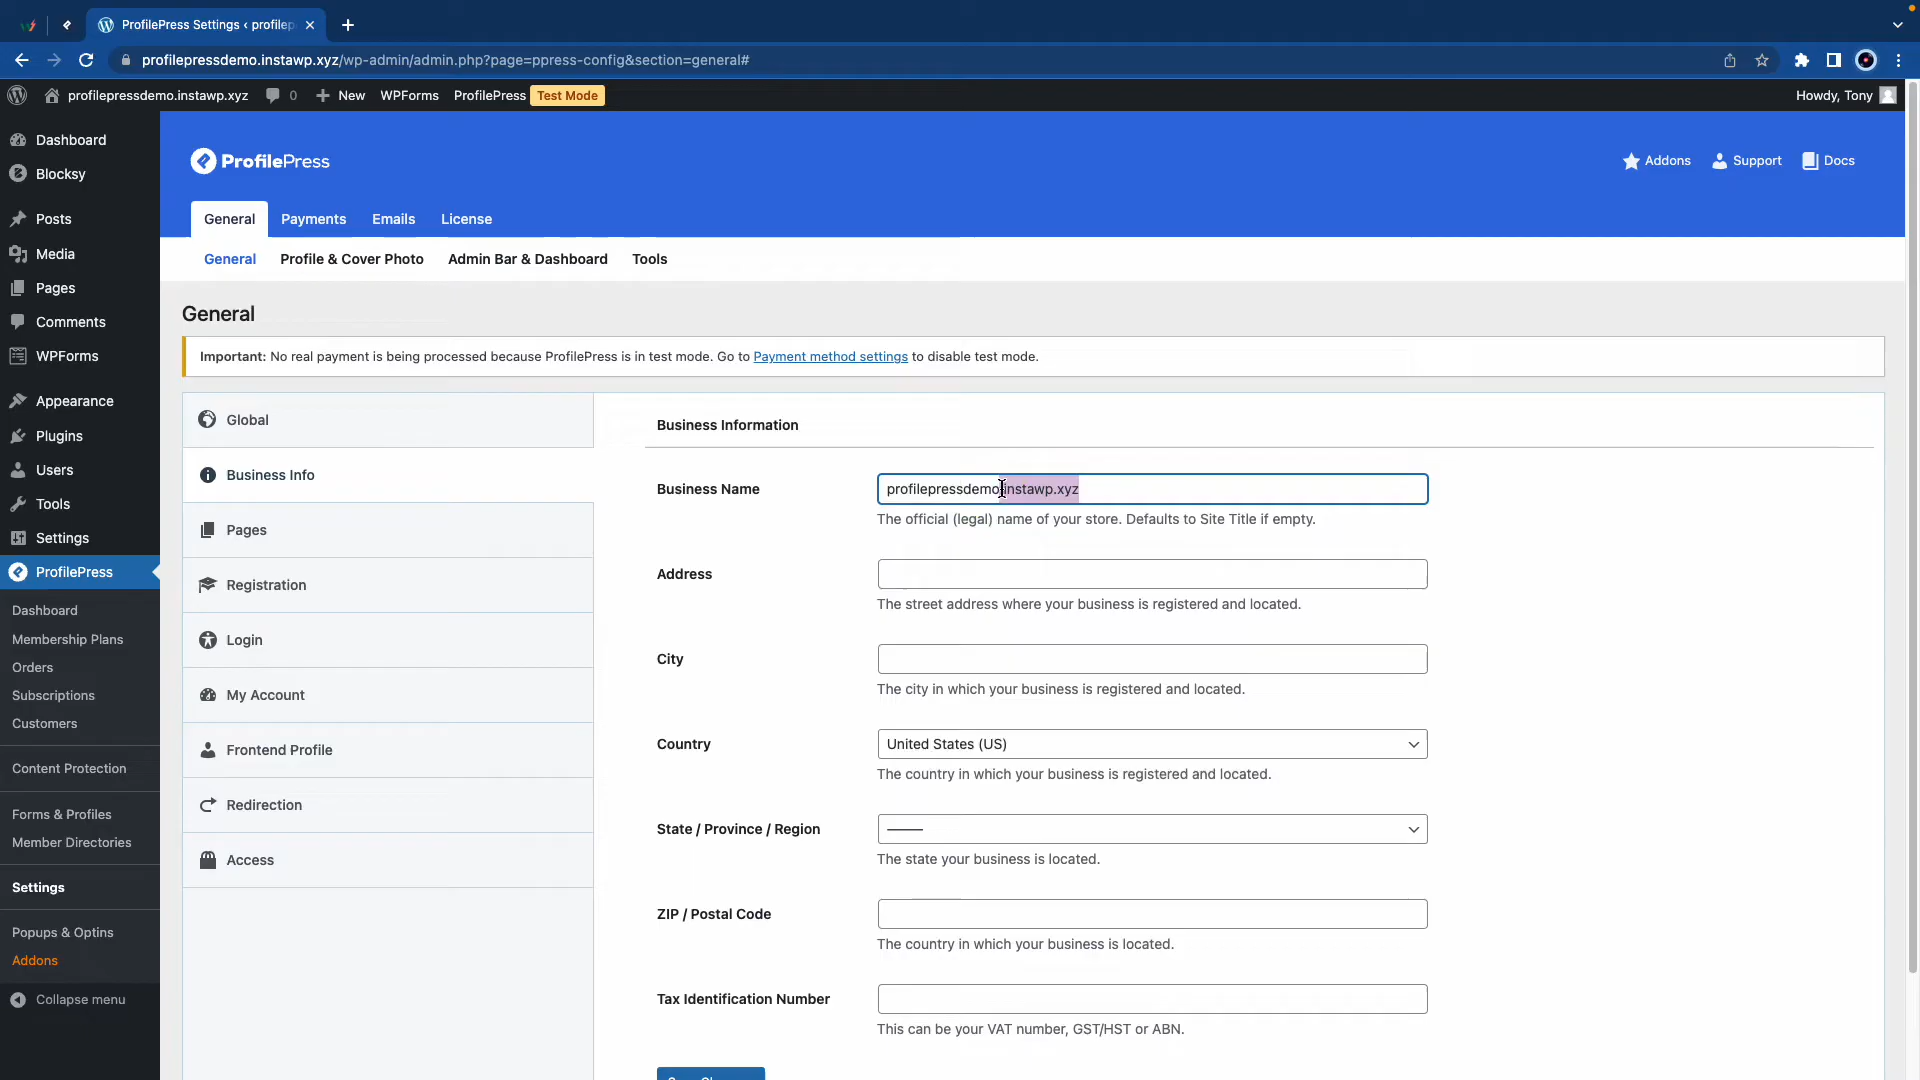 ProfilePress Settings ‹ profilep
profilepressdemo.instawp.xyz/wp-admin/admin.php?page=ppress-config&section=general#
profilepressdemo.instawp.xyz 0 New WPForms ProfilePress Test Mode Howdy, Tony
Dashboard
Blocksy
Posts
Media
Pages
Comments
WPForms
Appearance
Plugins
Users
Tools
Settings
ProfilePress
Dashboard
Membership Plans
Orders
Subscriptions
Customers
Content Protection
Forms & Profiles
Member Directories
Settings
Popups & Optins
Addons
Collapse menu
ProfilePress
Addons Support Docs
General Payments Emails License
General Profile & Cover Photo Admin Bar & Dashboard Tools
General
Important: No real payment is being processed because ProfilePress is in test mode. Go to Payment method settings to disable test mode.
Global
Business Info
Pages
Registration
Login
My Account
Frontend Profile
Redirection
Access
Business Information
Business Name
profilepressdemo.instawp.xyz
The official (legal) name of your store. Defaults to Site Title if empty.
Address
The street address where your business is registered and located.
City
The city in which your business is registered and located.
Country
United States (US)
The country in which your business is registered and located.
State / Province / Region
———
The state your business is located.
ZIP / Postal Code
The country in which your business is located.
Tax Identification Number
This can be your VAT number, GST/HST or ABN.